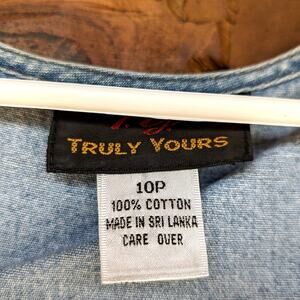 TRULY YOURS
10P
100% COTTON
MADE IN SRI LANKA
CARE OVER